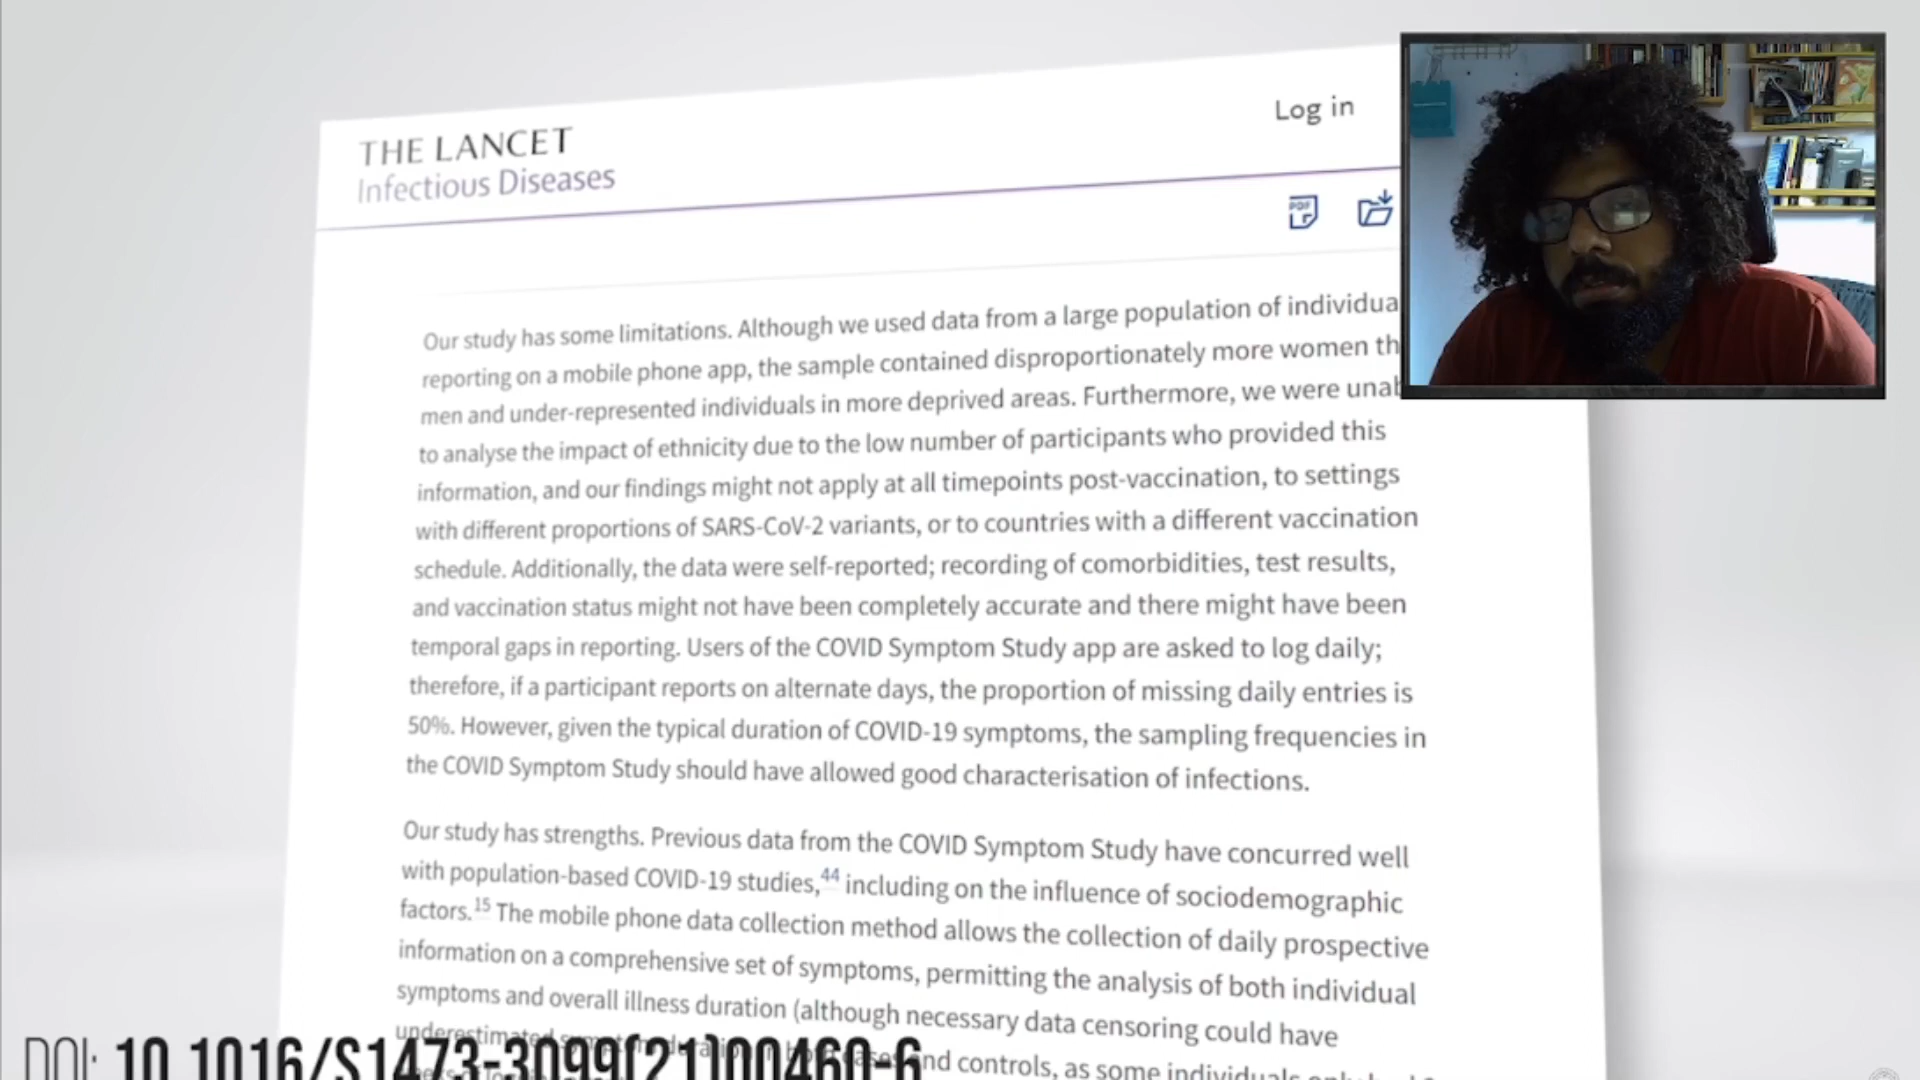 THE LANCET
Infectious Diseases
Log in
PDF
Our study has some limitations. Although we used data from a large population of individua
reporting on a mobile phone app, the sample contained disproportionately more women th
men and under-represented individuals in more deprived areas. Furthermore, we were unab
to analyse the impact of ethnicity due to the low number of participants who provided this
information, and our findings might not apply at all timepoints post-vaccination, to settings
with different proportions of SARS-CoV-2 variants, or to countries with a different vaccination
schedule. Additionally, the data were self-reported; recording of comorbidities, test results,
and vaccination status might not have been completely accurate and there might have been
temporal gaps in reporting. Users of the COVID Symptom Study app are asked to log daily;
therefore, if a participant reports on alternate days, the proportion of missing daily entries is
50%. However, given the typical duration of COVID-19 symptoms, the sampling frequencies in
the COVID Symptom Study should have allowed good characterisation of infections.
Our study has strengths. Previous data from the COVID Symptom Study have concurred well
with population-based COVID-19 studies,44 including on the influence of sociodemographic
factors.15 The mobile phone data collection method allows the collection of daily prospective
information on a comprehensive set of symptoms, permitting the analysis of both individual
symptoms and overall illness duration (although necessary data censoring could have
underestimated symptom duration in both cases and controls, as some individuals
DOI: 10.1016/S1473-3099(21)00460-6